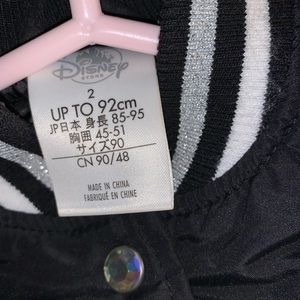 Disney
STORE
2
UP TO 92cm
JP日本 身長 85-95
胸囲 45-51
サイズ90
CN 90/48
MADE IN CHINA
FABRIQUÉ EN CHINE